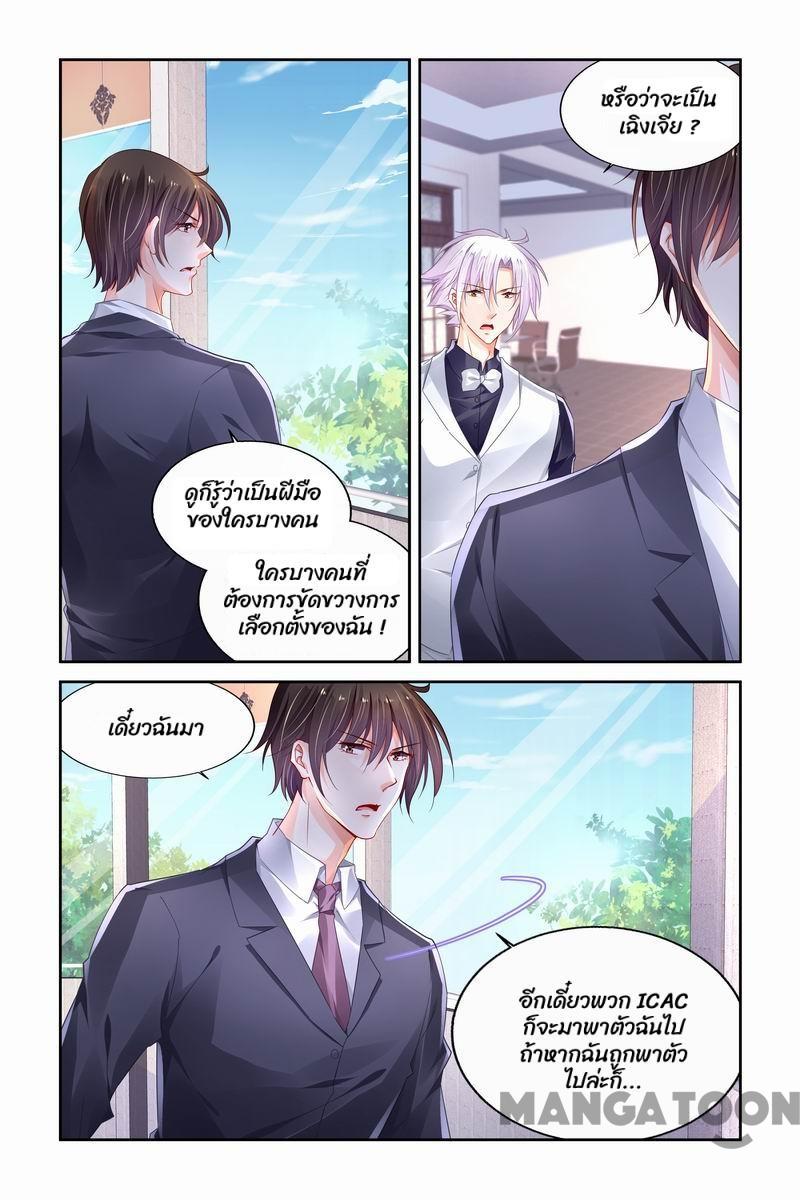 ดูก็รู้ว่าเป็นฝีมือ
ของใครบางคน
ใครบางคนที่
ต้องการขัดขวางการ
เลือกตั้งของฉัน !
หรือว่าจะเป็น
เฉิงเจีย ?
เดี๋ยวฉันมา
อีกเดี๋ยวพวก ICAC
ก็จะมาพาตัวฉันไป
ถ้าหากฉันถูกพาตัว
ไปล่ะก็...
MANGATOON